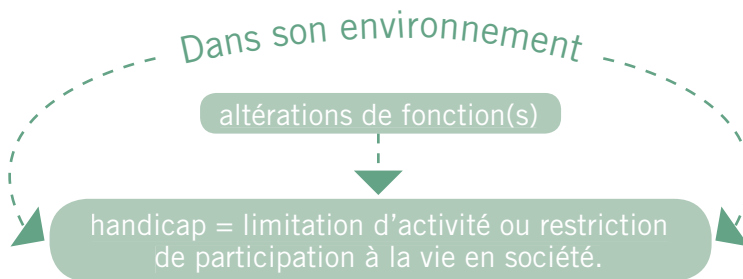 Dans son environnement
altérations de fonction(s)
handicap = limitation d’activité ou restriction
de participation à la vie en société.